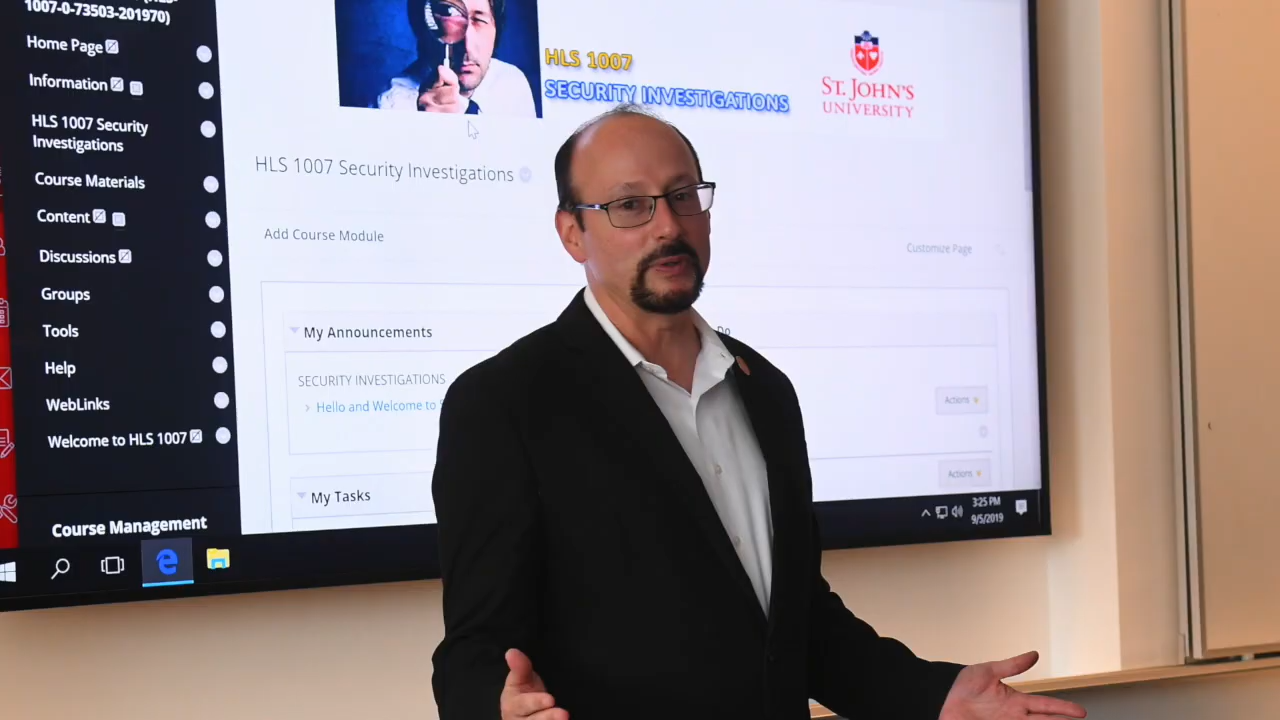 1007-0-73503-201970)
Home Page
Information
HLS 1007 Security
Investigations
Course Materials
Content
Discussions
Groups
Tools
Help
WebLinks
Welcome to HLS 1007
Course Management
HLS 1007
SECURITY INVESTIGATIONS
ST. JOHN'S
UNIVERSITY
HLS 1007 Security Investigations
Add Course Module
Customize Page
My Announcements
Do
SECURITY INVESTIGATIONS
Hello and Welcome to
Actions
My Tasks
Actions
3:25 PM
9/5/2019